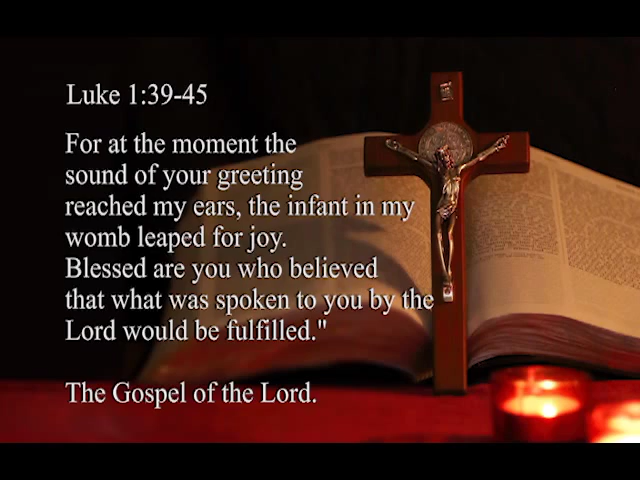 Luke 1:39-45
For at the moment the
sound of your greeting
reached my ears, the infant in my
womb leaped for joy.
Blessed are you who believed
that what was spoken to you by the
Lord would be fulfilled."
The Gospel of the Lord.